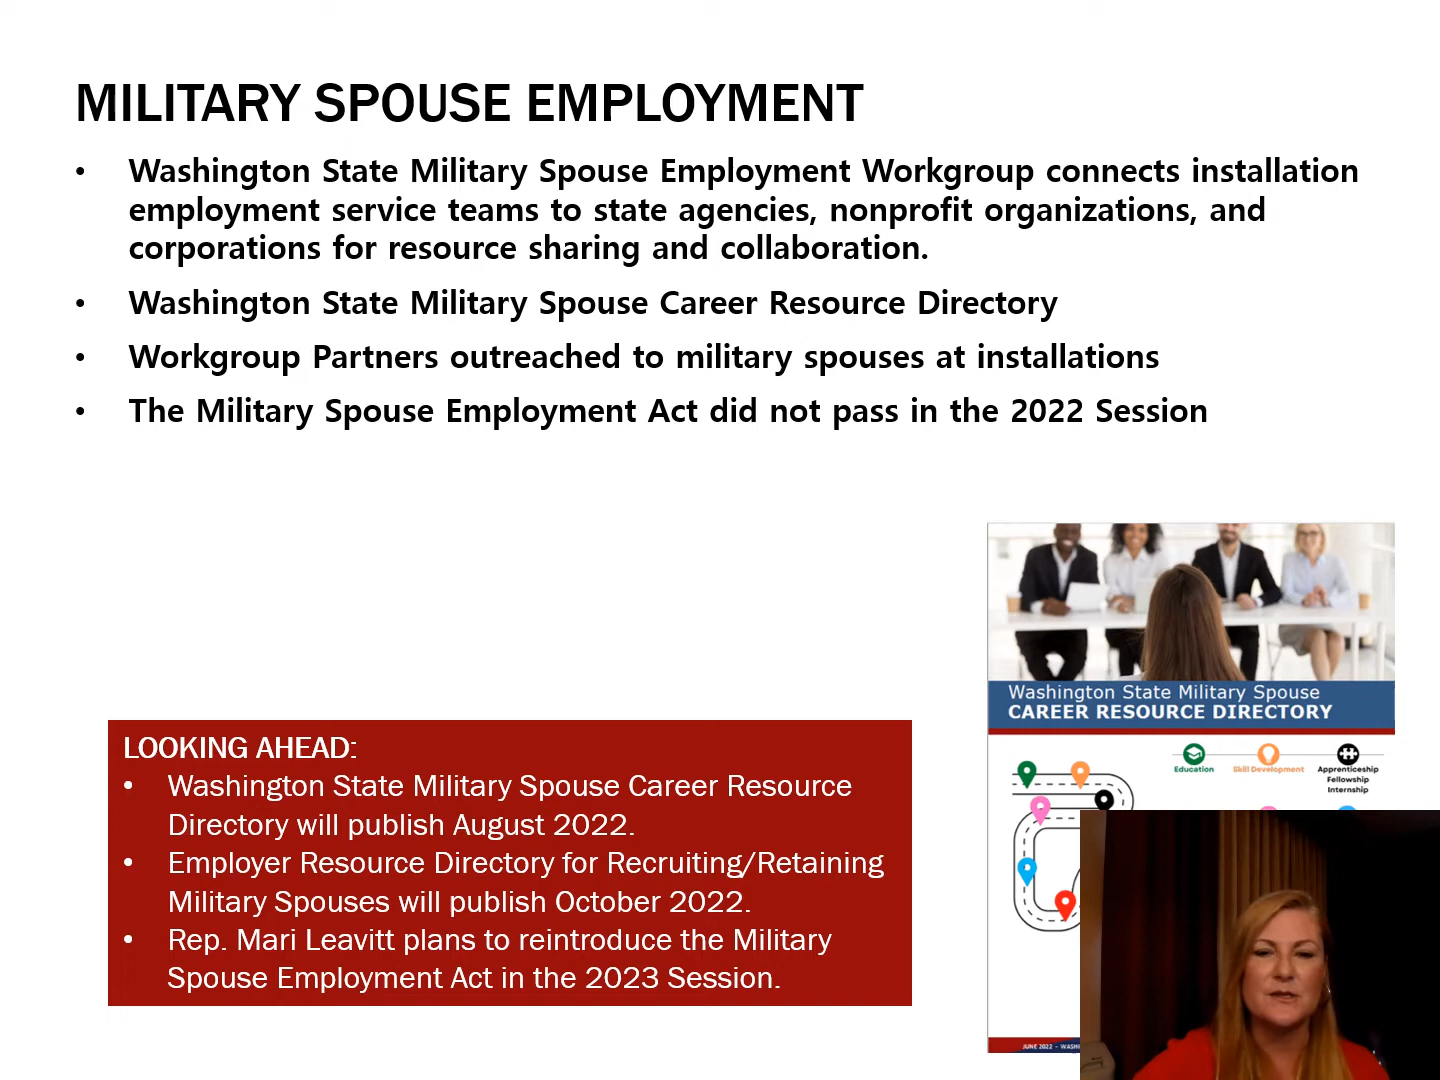 MILITARY SPOUSE EMPLOYMENT
• Washington State Military Spouse Employment Workgroup connects installation
employment service teams to state agencies, nonprofit organizations, and
corporations for resource sharing and collaboration.
• Washington State Military Spouse Career Resource Directory
• Workgroup Partners outreached to military spouses at installations
• The Military Spouse Employment Act did not pass in the 2022 Session
LOOKING AHEAD:
• Washington State Military Spouse Career Resource
Directory will publish August 2022.
• Employer Resource Directory for Recruiting/Retaining
Military Spouses will publish October 2022.
• Rep. Mari Leavitt plans to reintroduce the Military
Spouse Employment Act in the 2023 Session.
Washington State Military Spouse
CAREER RESOURCE DIRECTORY
Education Skill Development Apprenticeship
Fellowship
Internship
JUNE 2022 -